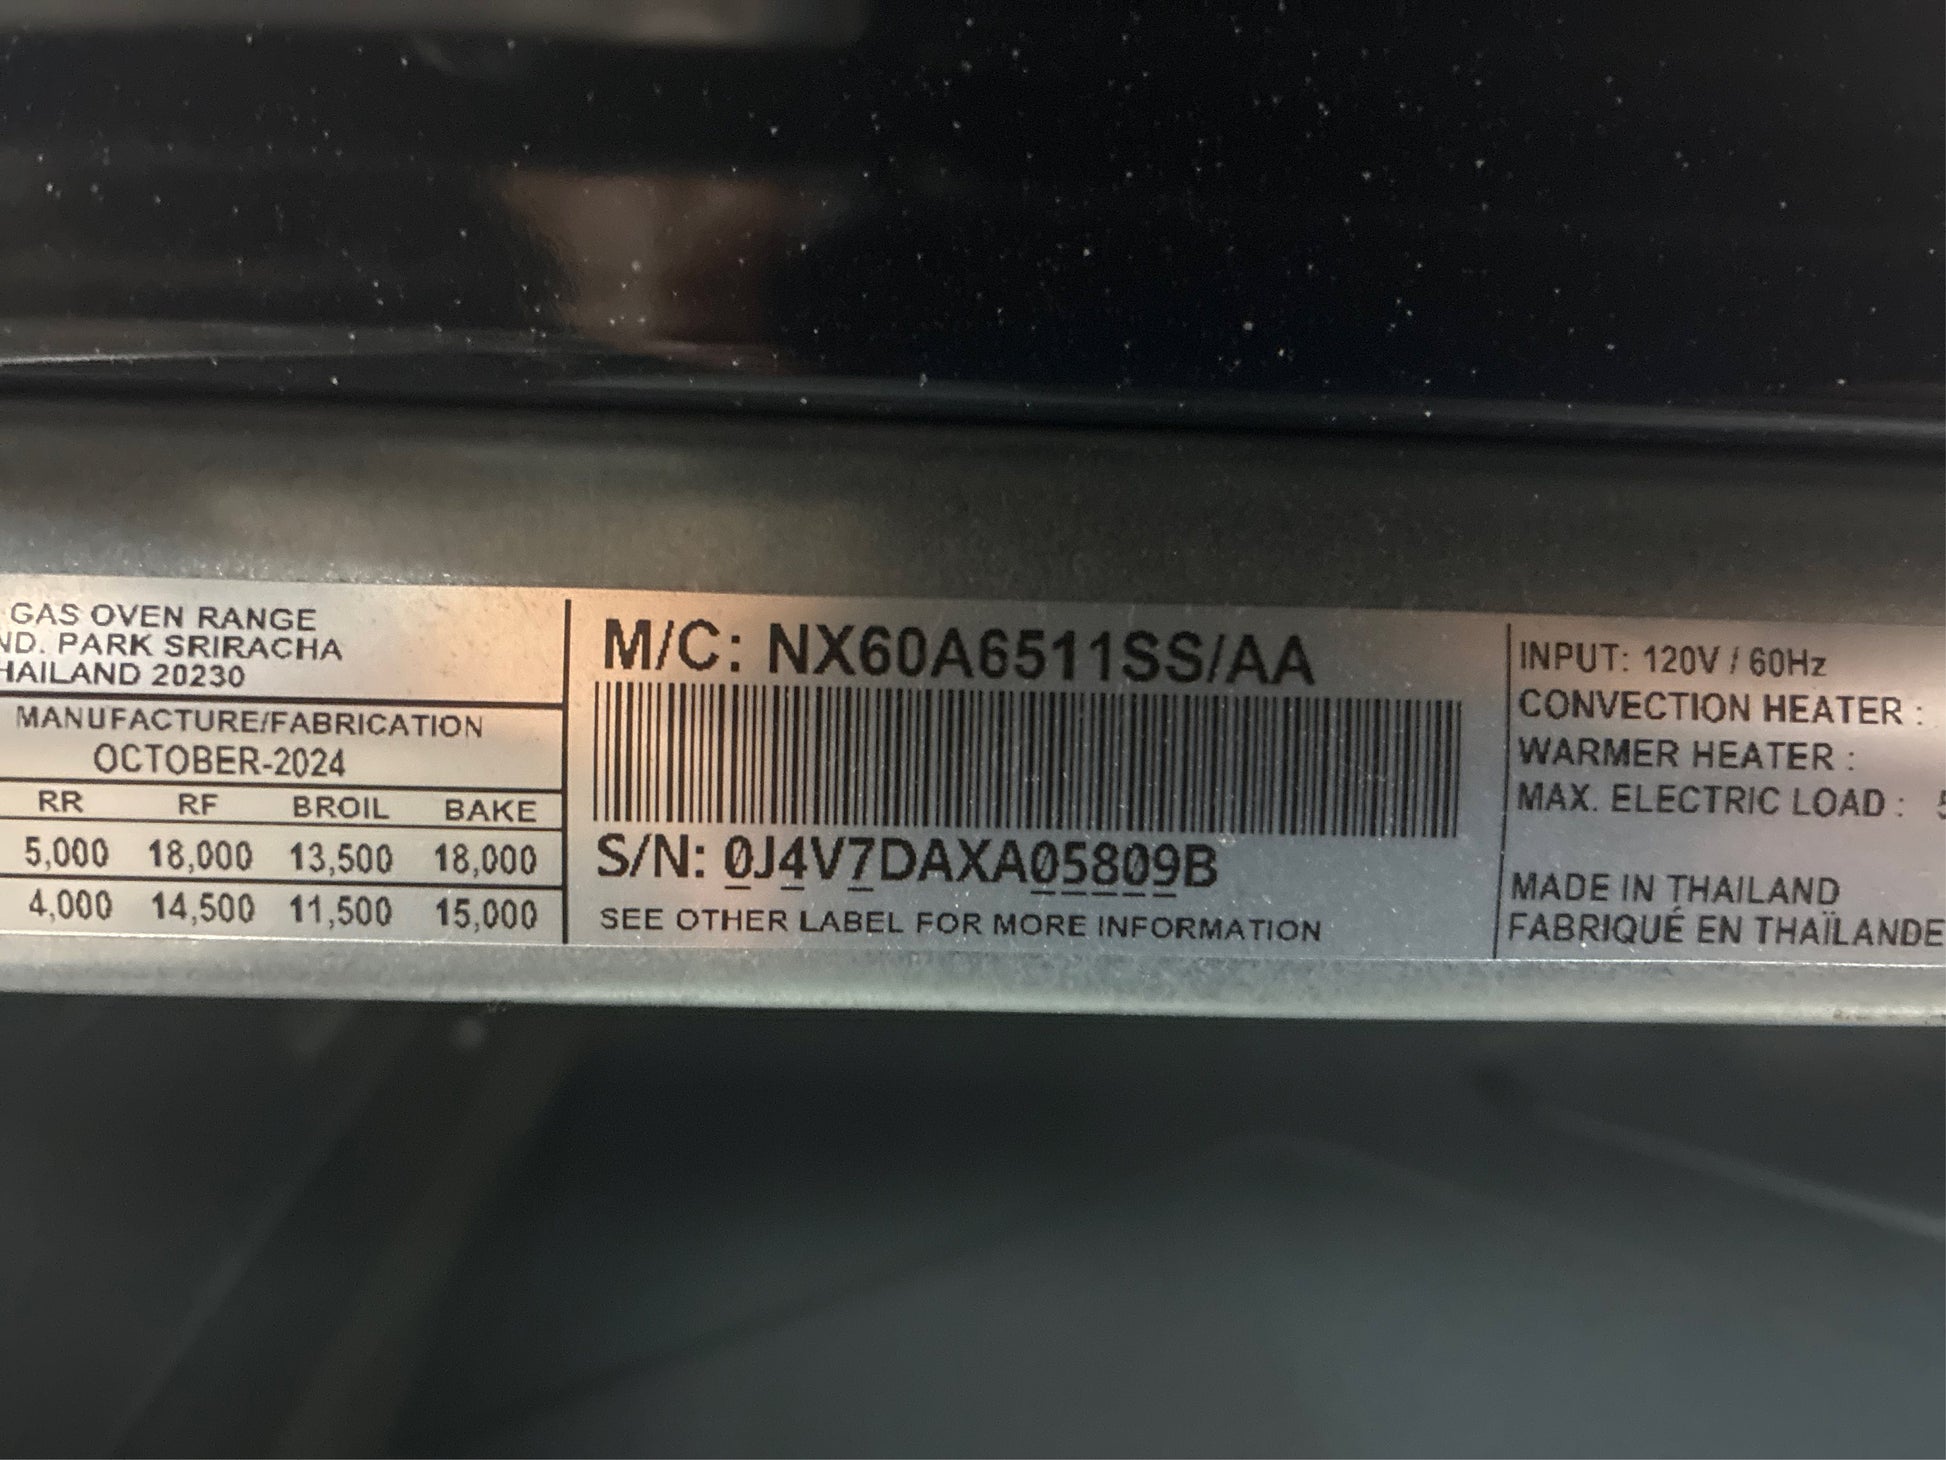 GAS OVEN RANGE
ND. PARK SRIRACHA
HAILAND 20230
MANUFACTURE/FABRICATION
OCTOBER-2024
RR RF BROIL BAKE
5,000 18,000 13,500 18,000
4,000 14,500 11,500 15,000
M/C: NX60A6511SS/AA
S/N: 0J4V7DAXA05809B
SEE OTHER LABEL FOR MORE INFORMATION
INPUT: 120V / 60Hz
CONVECTION HEATER :
WARMER HEATER :
MAX. ELECTRIC LOAD :
MADE IN THAILAND
FABRIQUÉ EN THAÏLANDE